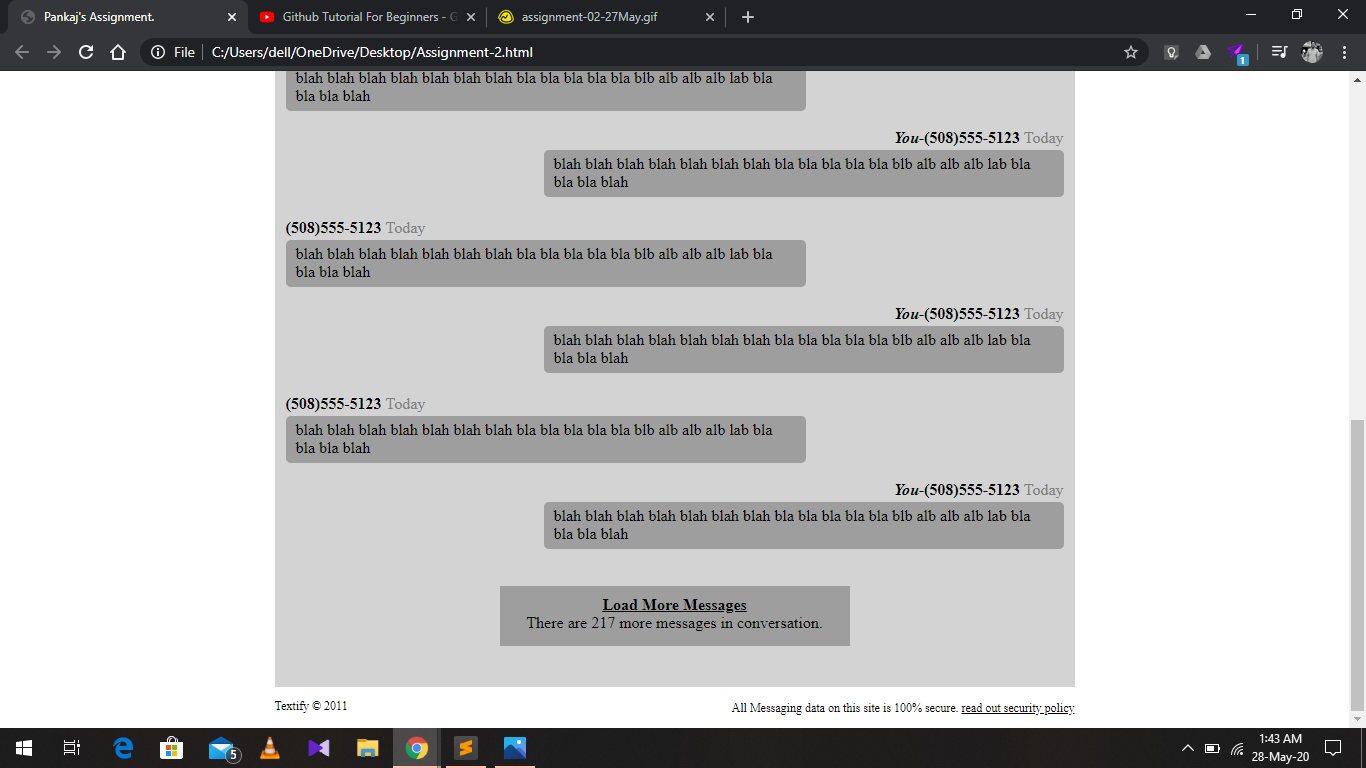 Pankaj's Assignment.
Github Tutorial For Beginners - G
assignment-02-27May.gif
File
C:/Users/dell/OneDrive/Desktop/Assignment-2.html
1
blah blah blah blah blah blah blah bla bla bla bla bla blb alb alb alb lab bla
bla bla blah
You-(508)555-5123 Today
blah blah blah blah blah blah blah bla bla bla bla bla blb alb alb alb lab bla
bla bla blah
(508)555-5123 Today
blah blah blah blah blah blah blah bla bla bla bla bla blb alb alb alb lab bla
bla bla blah
You-(508)555-5123 Today
blah blah blah blah blah blah blah bla bla bla bla bla blb alb alb alb lab bla
bla bla blah
(508)555-5123 Today
blah blah blah blah blah blah blah bla bla bla bla bla blb alb alb alb lab bla
bla bla blah
You-(508)555-5123 Today
blah blah blah blah blah blah blah bla bla bla bla bla blb alb alb alb lab bla
bla bla blah
Load More Messages
There are 217 more messages in conversation.
Textify © 2011
All Messaging data on this site is 100% secure. read out security policy
5
1:43 AM
28-May-20